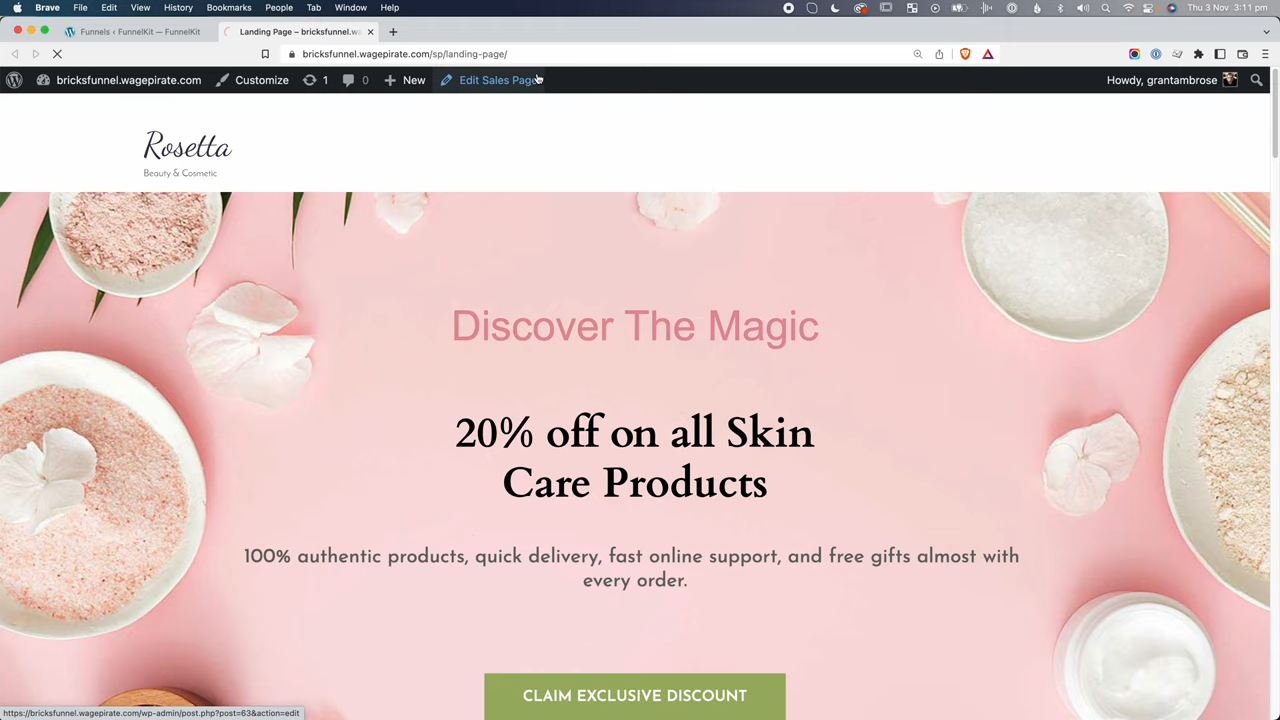 Brave File Edit View History Bookmarks People Tab Window Help Thu 3 Nov 3:11 pm
Funnels ‹ FunnelKit — FunnelKit Landing Page – bricksfunnel.wa
bricksfunnel.wagepirate.com/sp/landing-page/
bricksfunnel.wagepirate.com Customize 1 0 New Edit Sales Page Howdy, grantambrose
Rosetta
Beauty & Cosmetic
Discover The Magic
20% off on all Skin
Care Products
100% authentic products, quick delivery, fast online support, and free gifts almost with
every order.
CLAIM EXCLUSIVE DISCOUNT
https://bricksfunnel.wagepirate.com/wp-admin/post.php?post=63&action=edit